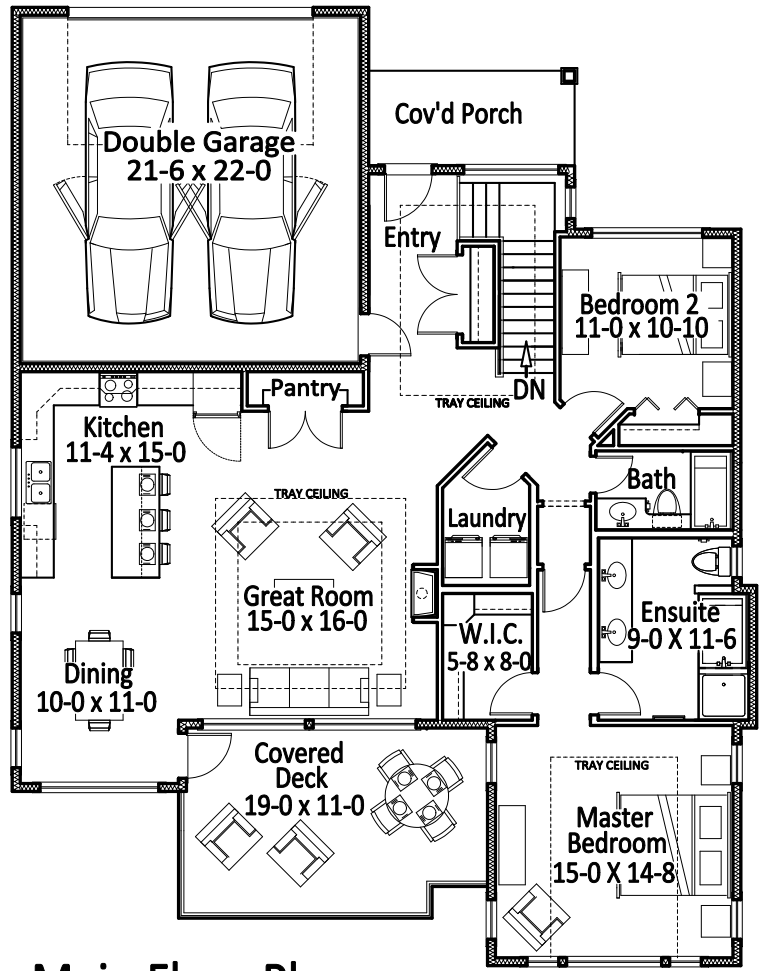 Cov'd Porch
Double Garage
21-6 x 22-0
Entry
Bedroom 2
11-0 x 10-10
DN
Pantry
TRAY CEILING
Kitchen
11-4 x 15-0
Bath
TRAY CEILING
Laundry
Great Room
15-0 x 16-0
Ensuite
9-0 X 11-6
W.I.C.
5-8 x 8-0
Dining
10-0 x 11-0
Covered
Deck
19-0 x 11-0
TRAY CEILING
Master
Bedroom
15-0 X 14-8